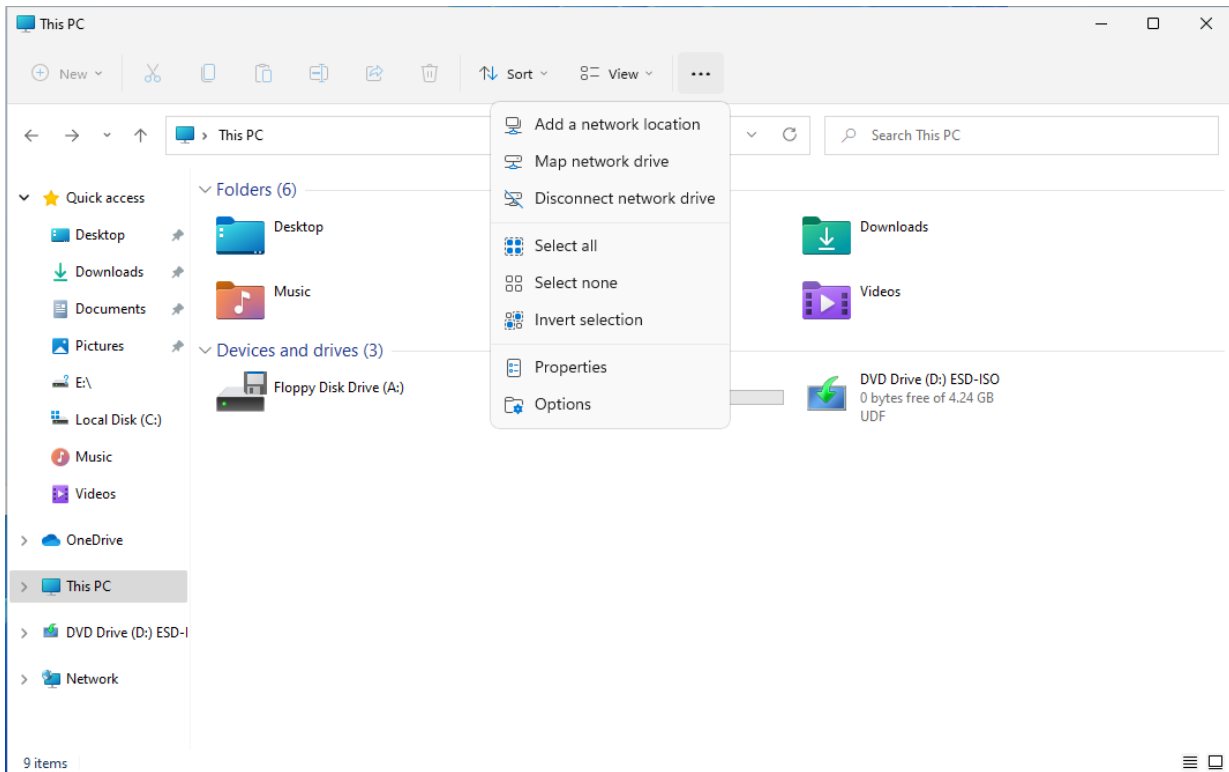 This PC
New
Sort
View
This PC
Search This PC
Add a network location
Map network drive
Disconnect network drive
Select all
Select none
Invert selection
Properties
Options
Quick access
Desktop
Downloads
Documents
Pictures
E:\
Local Disk (C:)
Music
Videos
OneDrive
This PC
DVD Drive (D:) ESD-I
Network
Folders (6)
Desktop
Downloads
Music
Videos
Devices and drives (3)
Floppy Disk Drive (A:)
DVD Drive (D:) ESD-ISO
0 bytes free of 4.24 GB
UDF
9 items